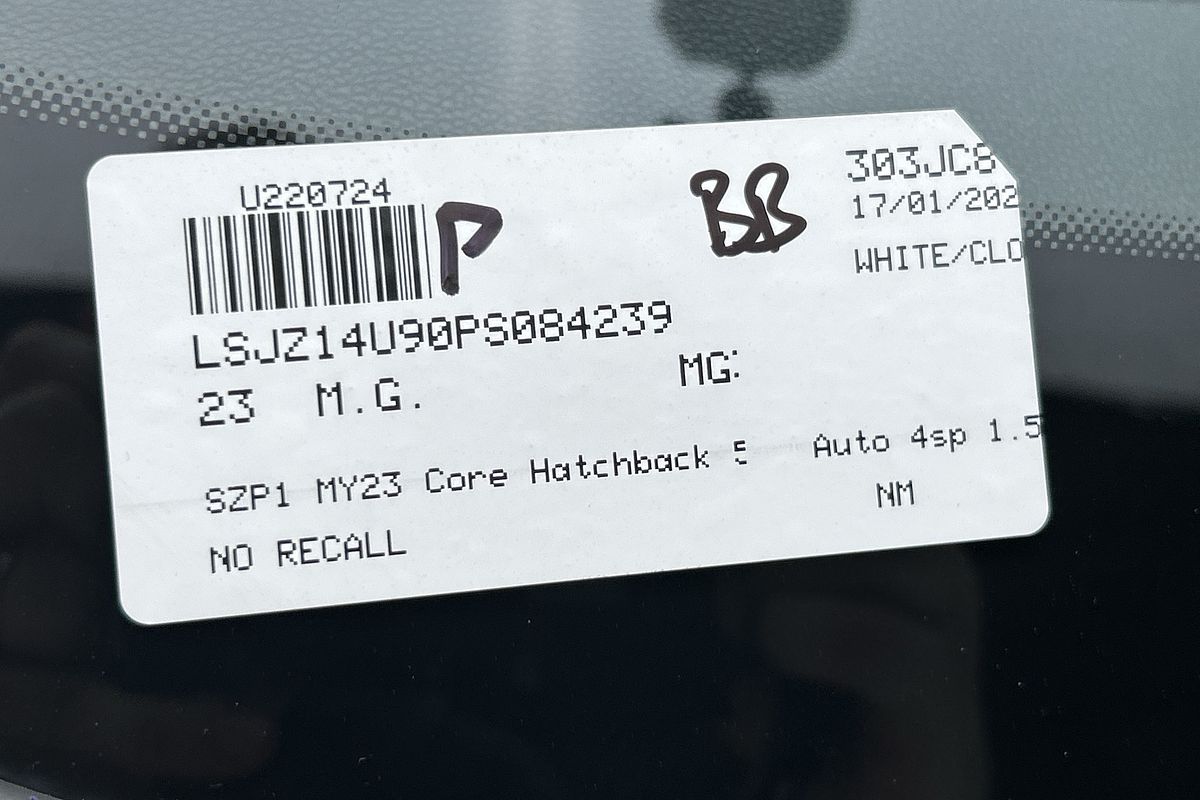 U220724
P BB
303JC8
17/01/202
WHITE/CLO
LSJZ14U90PS084239
23 M.G. MG
SZP1 MY23 Core Hatchback 5 Auto 4sp 1.5
NM
NO RECALL